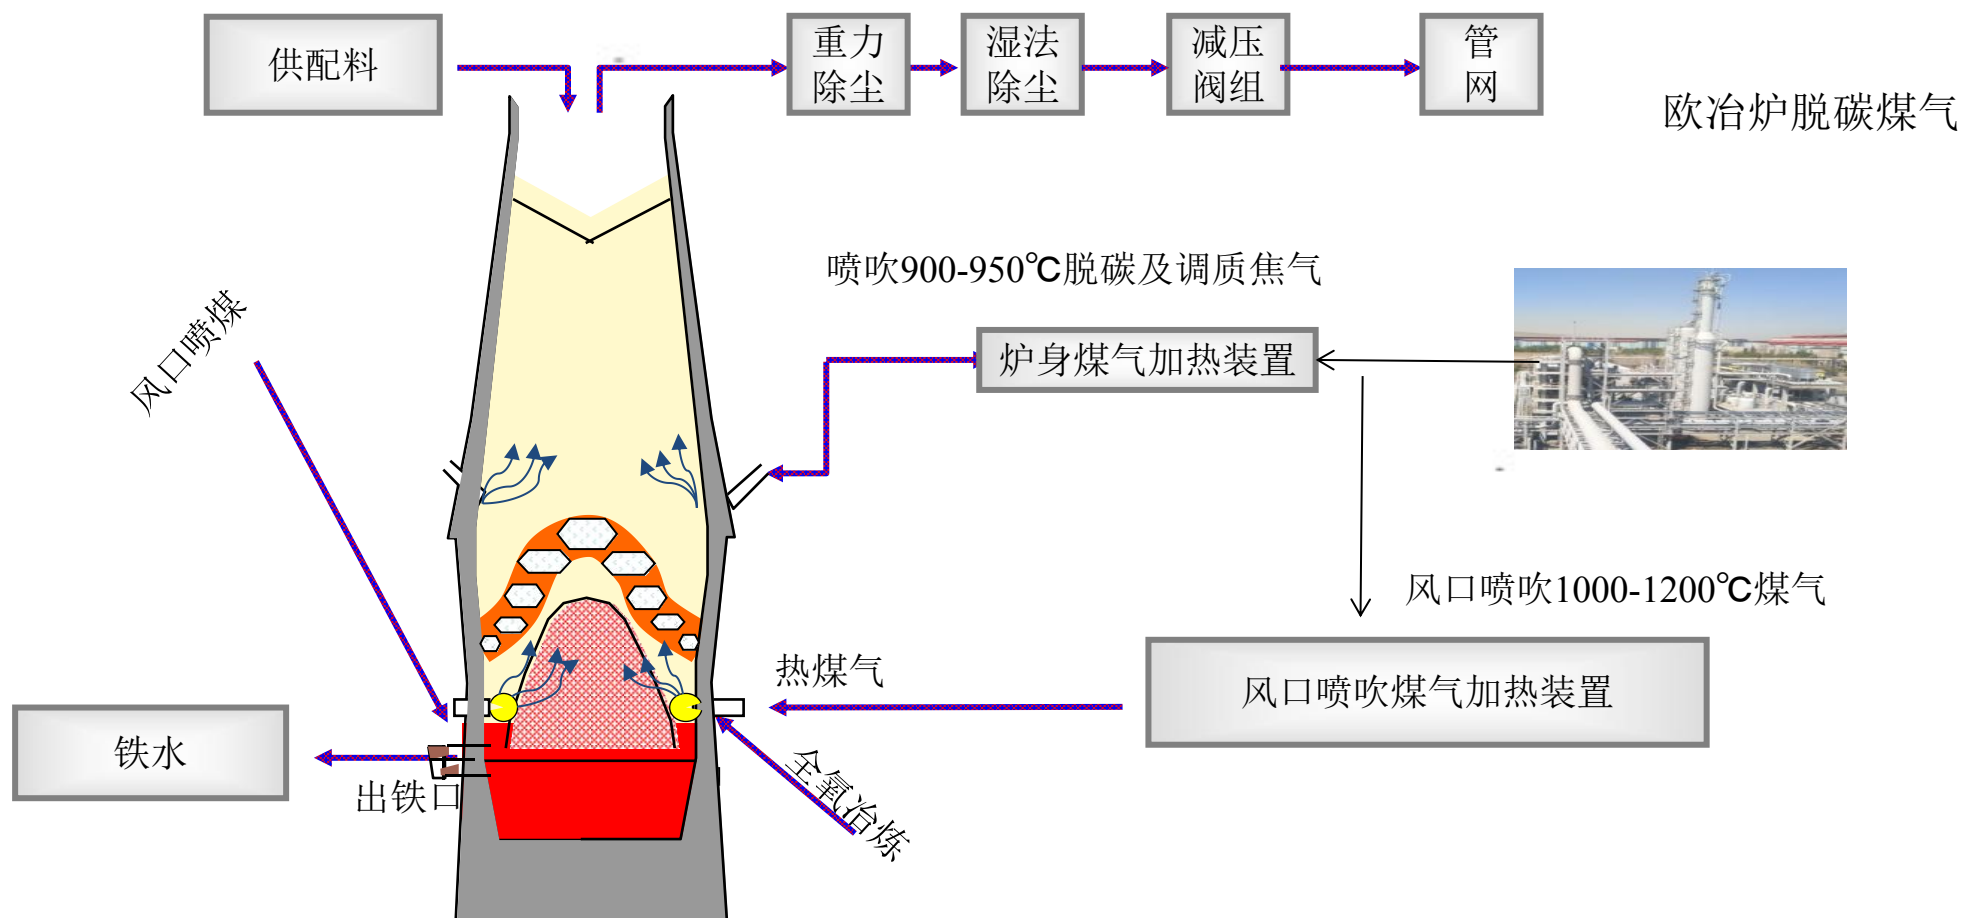 供配料
重力
除尘
湿法
除尘
减压
阀组
管
网
欧冶炉脱碳煤气
喷吹900-950℃脱碳及调质焦气
风口喷煤
炉身煤气加热装置
风口喷吹1000-1200℃煤气
热煤气
风口喷吹煤气加热装置
铁水
出铁口
全氧冶炼